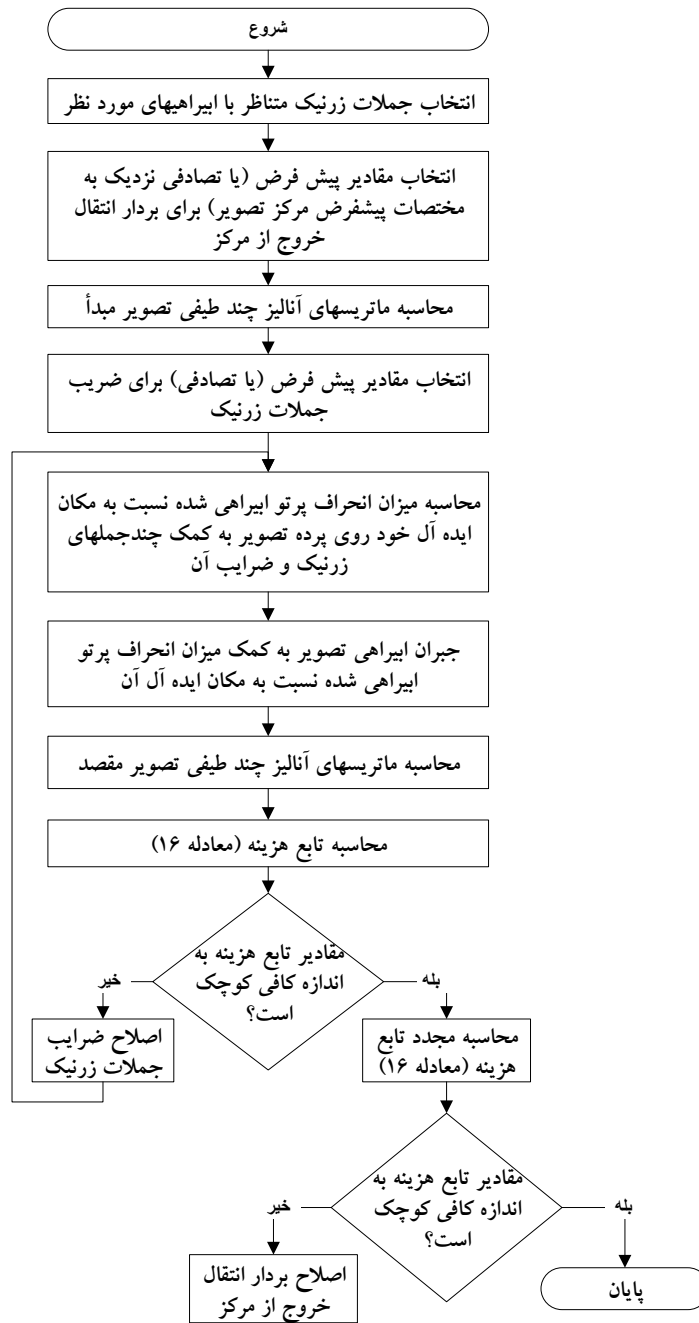 شروع
انتخاب جملات زرنیک متناظر با ابیراهیهای مورد نظر
انتخاب مقادیر پیش فرض (یا تصادفی نزدیک به
مختصات پیشفرض مرکز تصویر) برای بردار انتقال
خروج از مرکز
محاسبه ماتریسهای آنالیز چند طیفی تصویر مبدأ
انتخاب مقادیر پیش فرض (یا تصادفی) برای ضریب
جملات زرنیک
محاسبه میزان انحراف پرتو ابیراهی شده نسبت به مکان
ایده آل خود روی پرده تصویر به کمک چندجملهای
زرنیک و ضرایب آن
جبران ابیراهی تصویر به کمک میزان انحراف پرتو
ابیراهی شده نسبت به مکان ایده آل آن
محاسبه ماتریسهای آنالیز چند طیفی تصویر مقصد
محاسبه تابع هزینه (معادله ۱۶)
مقادیر تابع هزینه به
اندازه کافی کوچک
است؟
بله
خیر
محاسبه مجدد تابع
هزینه (معادله ۱۶)
اصلاح ضرایب
جملات زرنیک
مقادیر تابع هزینه به
اندازه کافی کوچک
است؟
بله
خیر
پایان
اصلاح بردار انتقال
خروج از مرکز